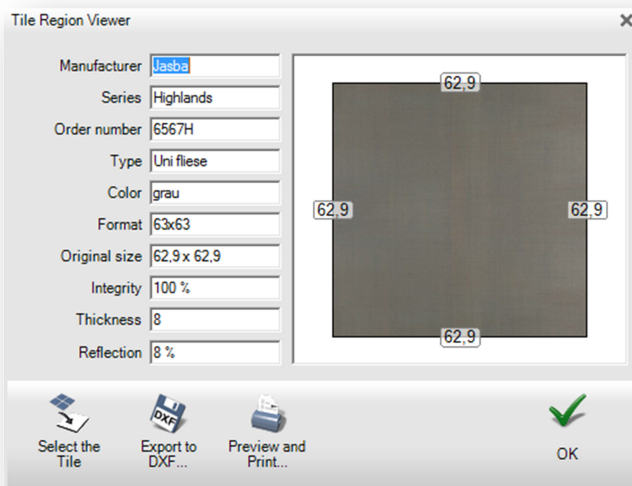 Tile Region Viewer
Manufacturer Jasba
Series Highlands
Order number 6567H
Type Uni fliese
Color grau
Format 63x63
Original size 62,9 x 62,9
Integrity 100 %
Thickness 8
Reflection 8 %
62,9
62,9 62,9
62,9
Select the
Tile
Export to
DXF...
Preview and
Print...
OK
DXF